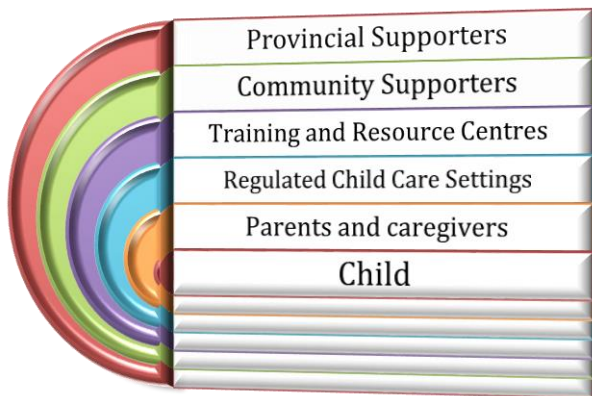 Provincial Supporters
Community Supporters
Training and Resource Centres
Regulated Child Care Settings
Parents and caregivers
Child